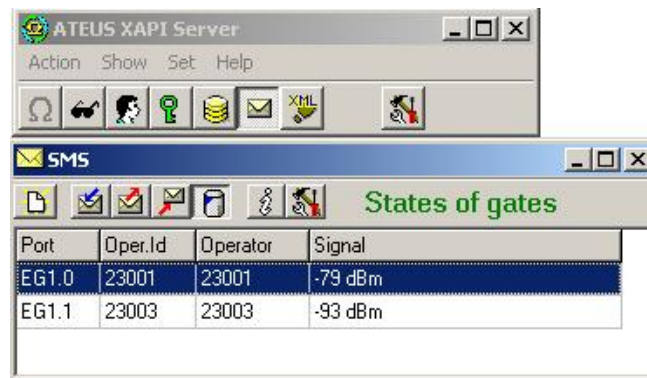 ATEUS XAPI Server
Action Show Set Help
XML
SMS
States of gates
Port Oper.Id Operator Signal
EG1.0 23001 23001 -79 dBm
EG1.1 23003 23003 -93 dBm